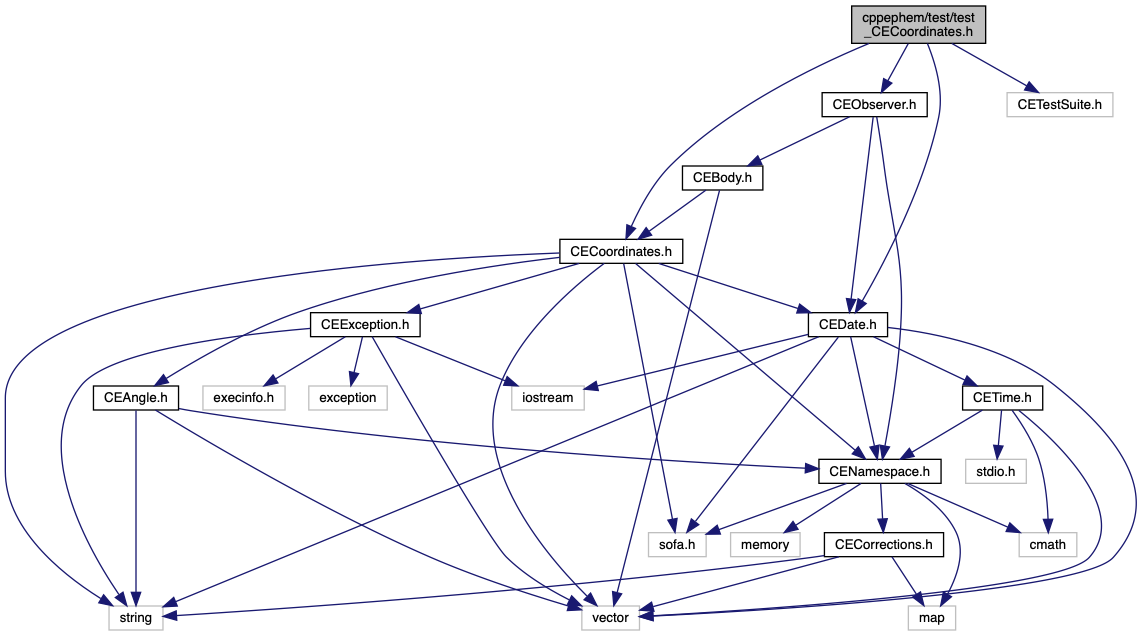 cppephem/test/test
_CECoordinates.h
CEObserver.h
CETestSuite.h
CEBody.h
CECoordinates.h
CEException.h
CEDate.h
CEAngle.h
execinfo.h
exception
iostream
CETime.h
CENamespace.h
stdio.h
sofa.h
memory
CECorrections.h
cmath
string
vector
map